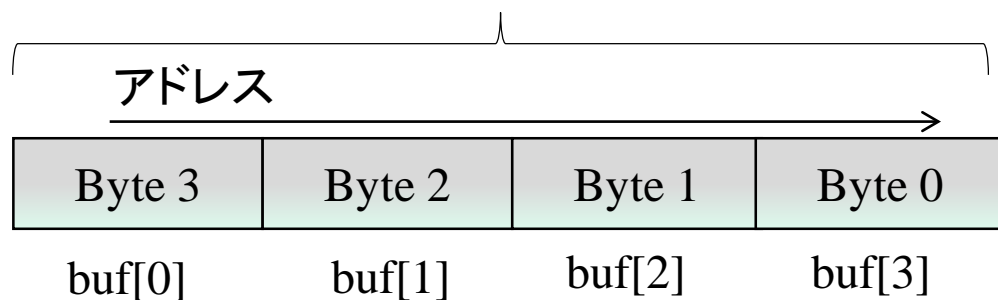 アドレス
Byte 3 Byte 2 Byte 1 Byte 0
buf[0] buf[1] buf[2] buf[3]